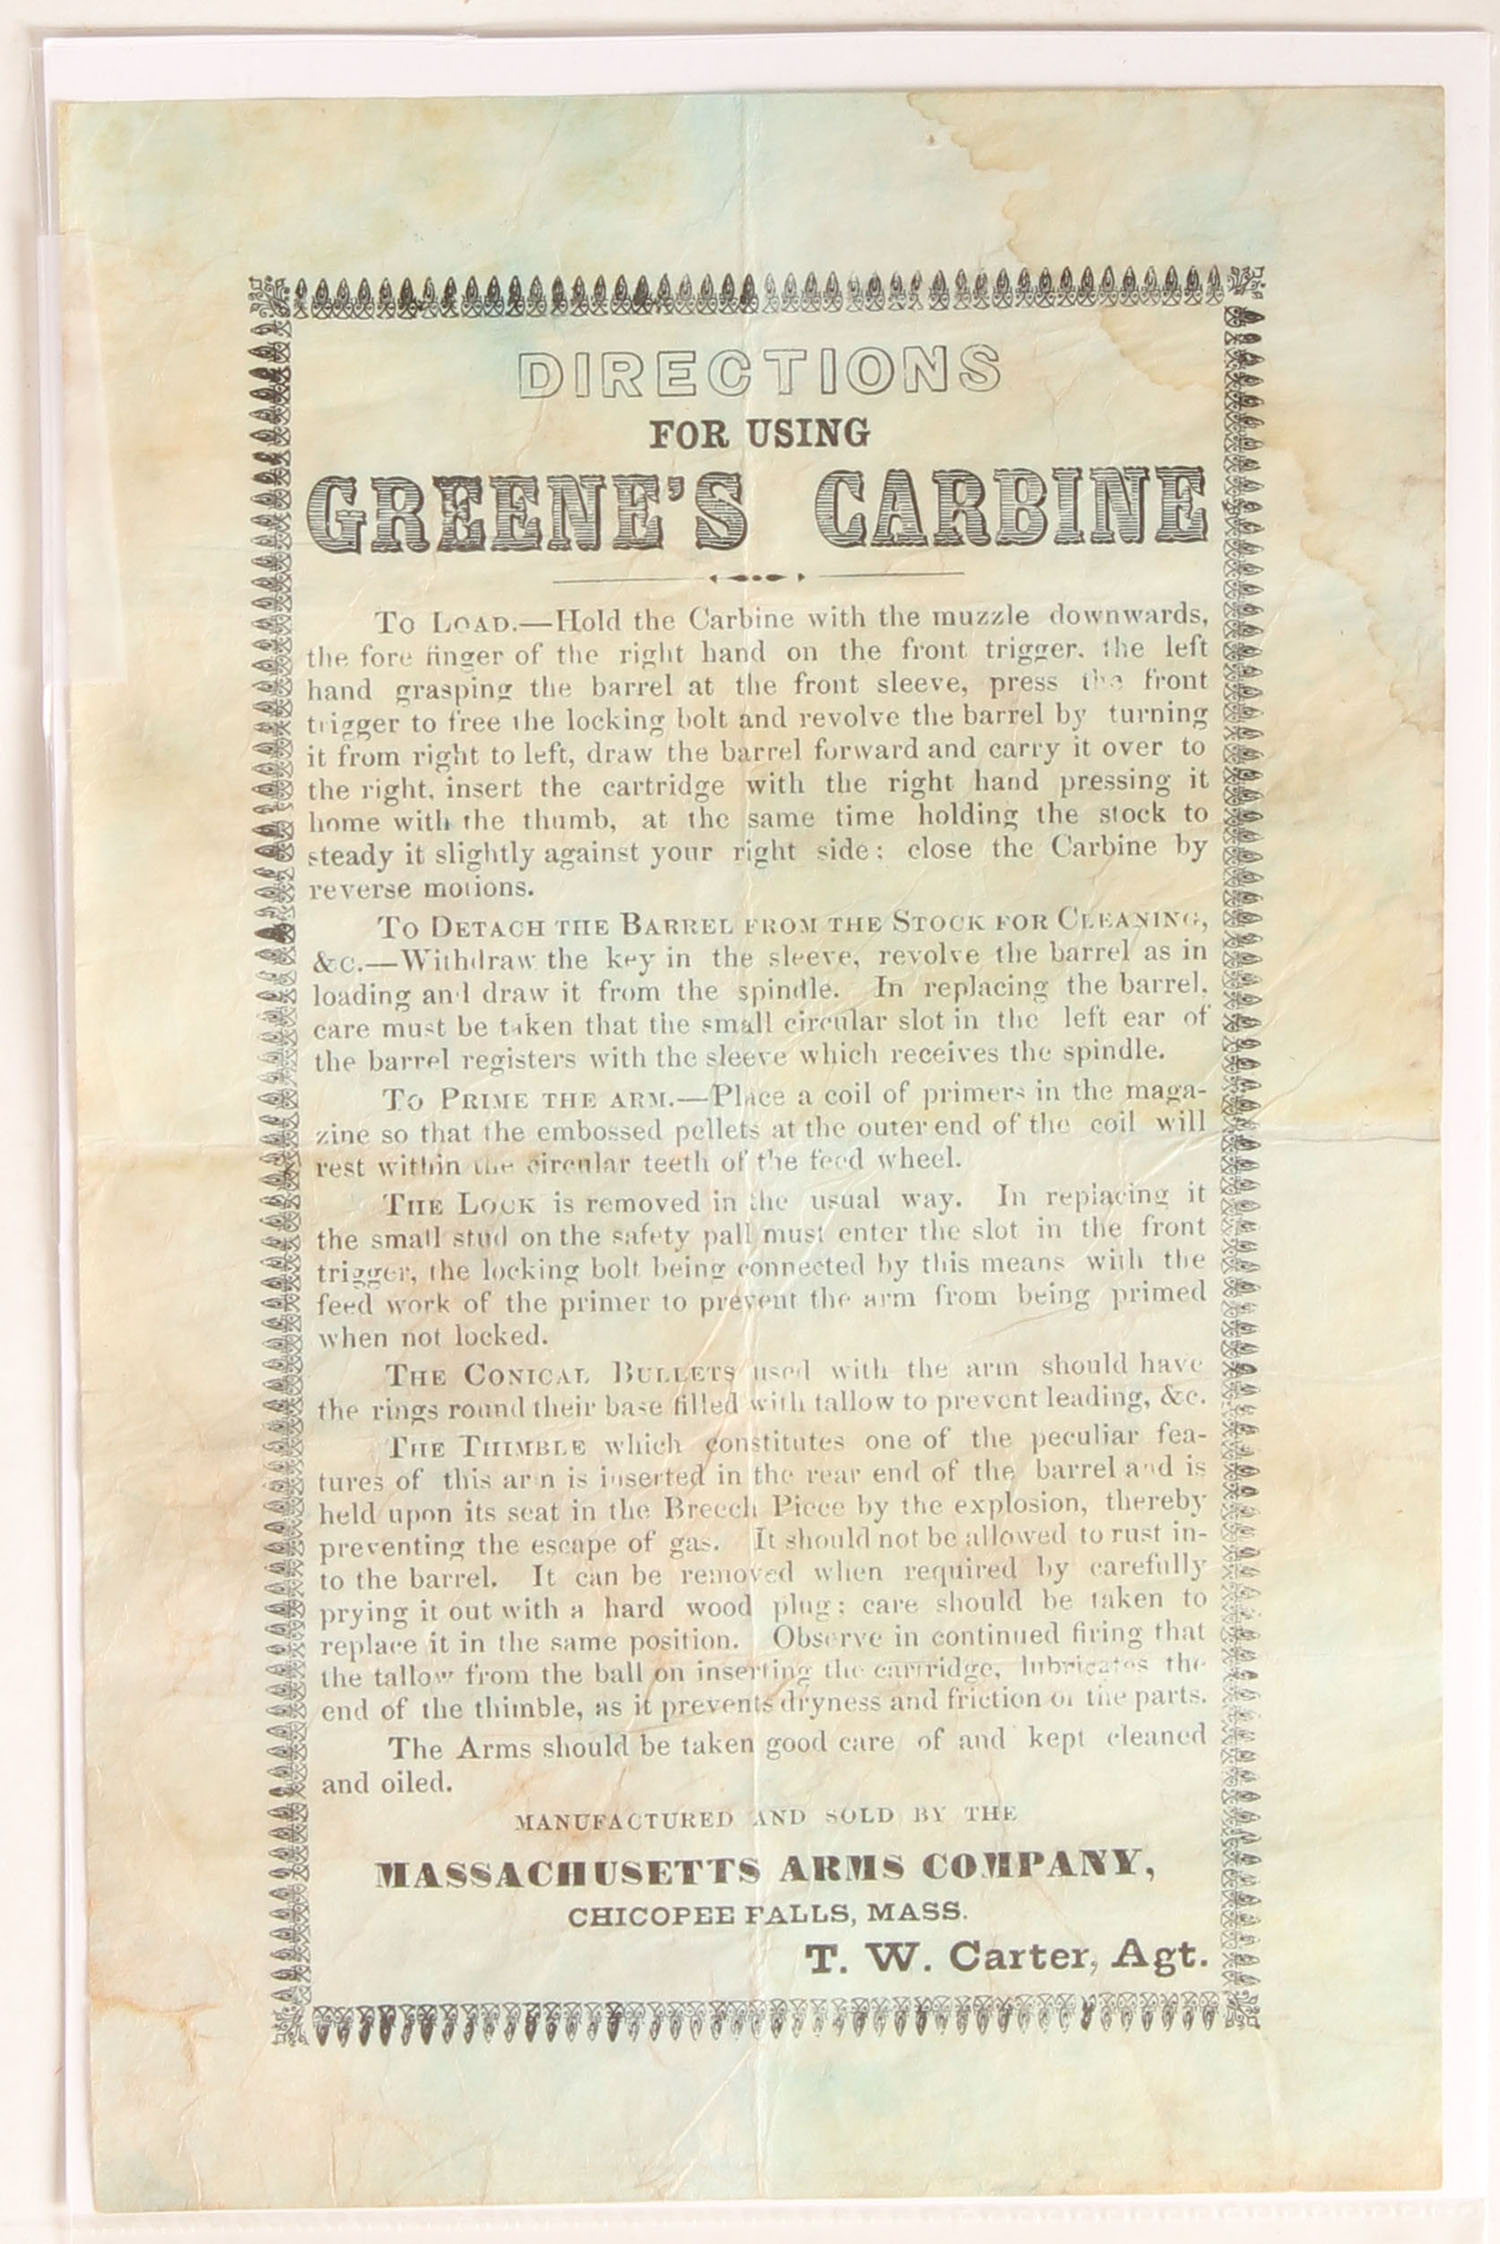 DIRECTIONS
FOR USING
GREENE'S CARBINE
To Load.—Hold the Carbine with the muzzle downwards,
the fore finger of the right hand on the front trigger. the left
hand grasping the barrel at the front sleeve, press the front
trigger to free the locking bolt and revolve the barrel by turning
it from right to left, draw the barrel forward and carry it over to
the right, insert the cartridge with the right hand pressing it
home with the thumb, at the same time holding the stock to
steady it slightly against your right side; close the Carbine by
reverse motions.
To Detach the Barrel from the Stock for Cleaning,
&c.—Withdraw the key in the sleeve, revolve the barrel as in
loading and draw it from the spindle. In replacing the barrel,
care must be taken that the small circular slot in the left ear of
the barrel registers with the sleeve which receives the spindle.
To Prime the arm.—Place a coil of primers in the maga-
zine so that the embossed pellets at the outer end of the coil will
rest within the circular teeth of the feed wheel.
The Lock is removed in the usual way. In replacing it
the small stud on the safety pall must enter the slot in the front
trigger, the locking bolt being connected by this means with the
feed work of the primer to prevent the arm from being primed
when not locked.
The Conical Bullets used with the arm should have
the rings round their base filled with tallow to prevent leading, &c.
The Thimble which constitutes one of the peculiar fea-
tures of this arm is inserted in the rear end of the barrel and is
held upon its seat in the Breech Piece by the explosion, thereby
preventing the escape of gas. It should not be allowed to rust in-
to the barrel. It can be removed when required by carefully
prying it out with a hard wood plug; care should be taken to
replace it in the same position. Observe in continued firing that
the tallow from the ball on inserting the cartridge, lubricates the
end of the thimble, as it prevents dryness and friction of the parts.
The Arms should be taken good care of and kept cleaned
and oiled.
MANUFACTURED AND SOLD BY THE
MASSACHUSETTS ARMS COMPANY,
CHICOPEE FALLS, MASS.
T. W. Carter, Agt.